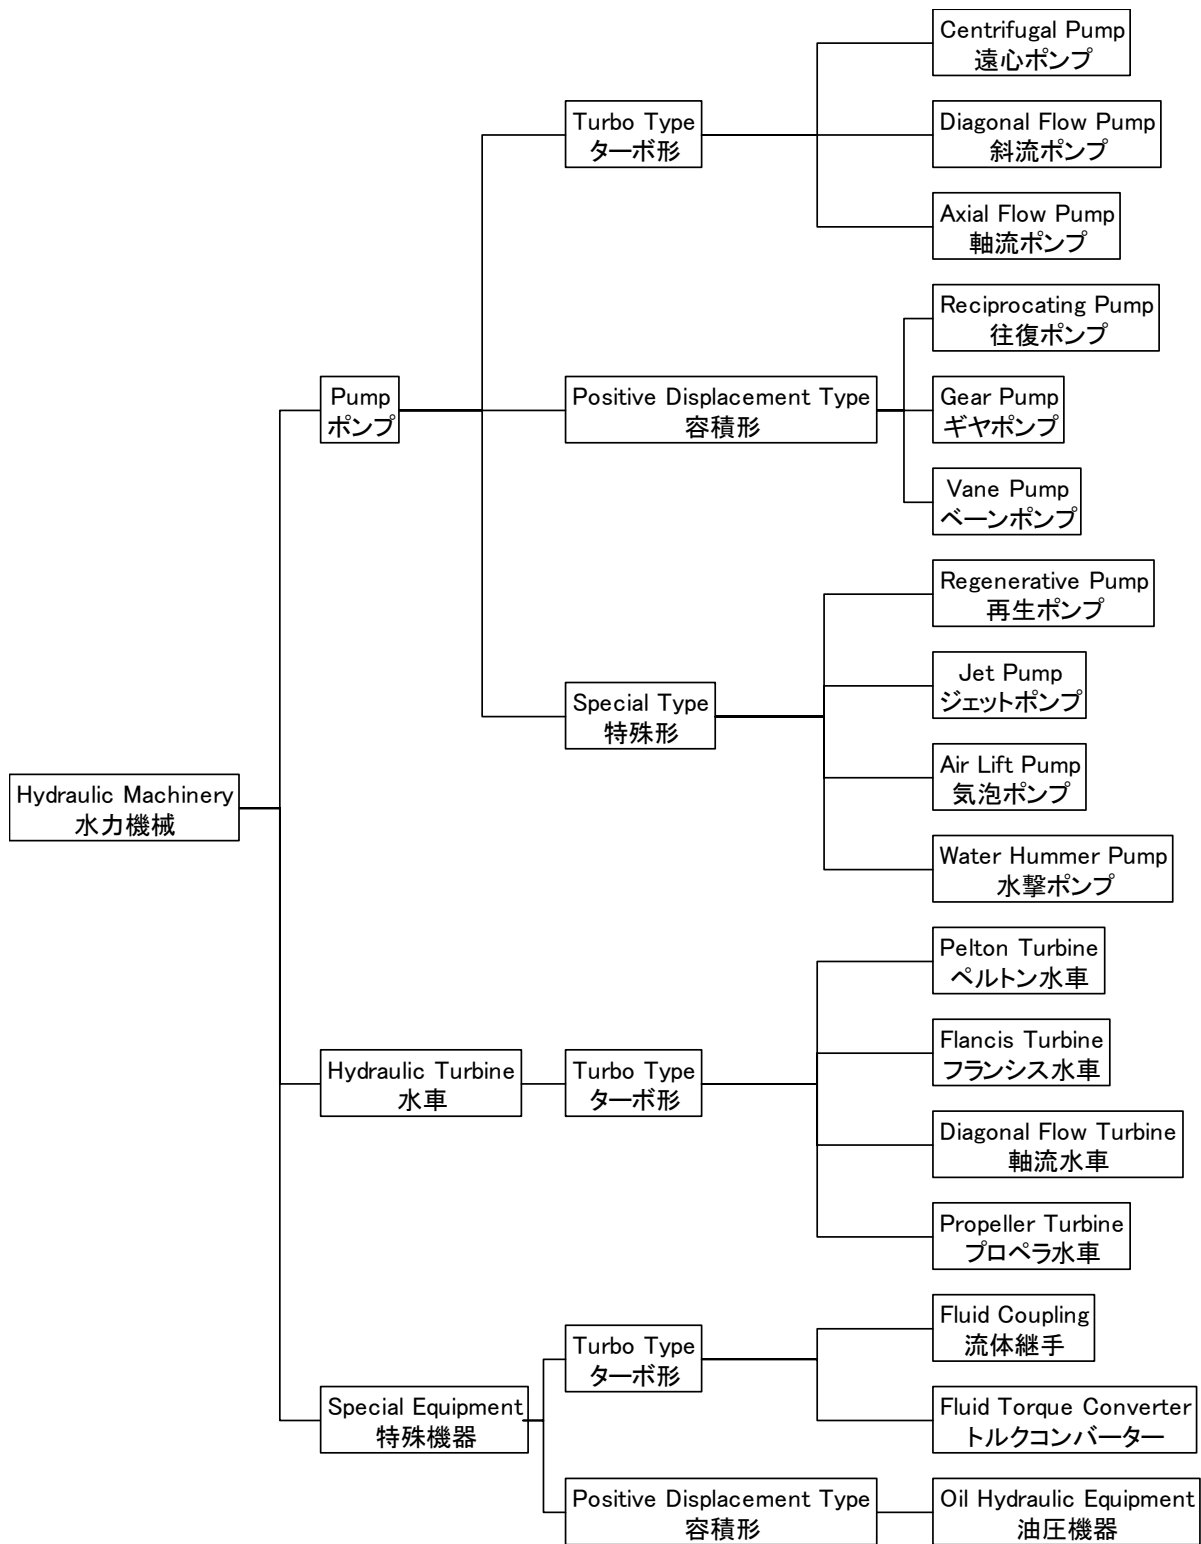 Centrifugal Pump
遠心ポンプ
Turbo Type
ターボ形
Diagonal Flow Pump
斜流ポンプ
Axial Flow Pump
軸流ポンプ
Reciprocating Pump
往復ポンプ
Pump
ポンプ
Positive Displacement Type
容積形
Gear Pump
ギヤポンプ
Vane Pump
ベーンポンプ
Regenerative Pump
再生ポンプ
Special Type
特殊形
Jet Pump
ジェットポンプ
Air Lift Pump
気泡ポンプ
Hydraulic Machinery
水力機械
Water Hummer Pump
水撃ポンプ
Pelton Turbine
ペルトン水車
Hydraulic Turbine
水車
Turbo Type
ターボ形
Flancis Turbine
フランシス水車
Diagonal Flow Turbine
軸流水車
Propeller Turbine
プロペラ水車
Fluid Coupling
流体継手
Turbo Type
ターボ形
Special Equipment
特殊機器
Fluid Torque Converter
トルクコンバーター
Positive Displacement Type
容積形
Oil Hydraulic Equipment
油圧機器